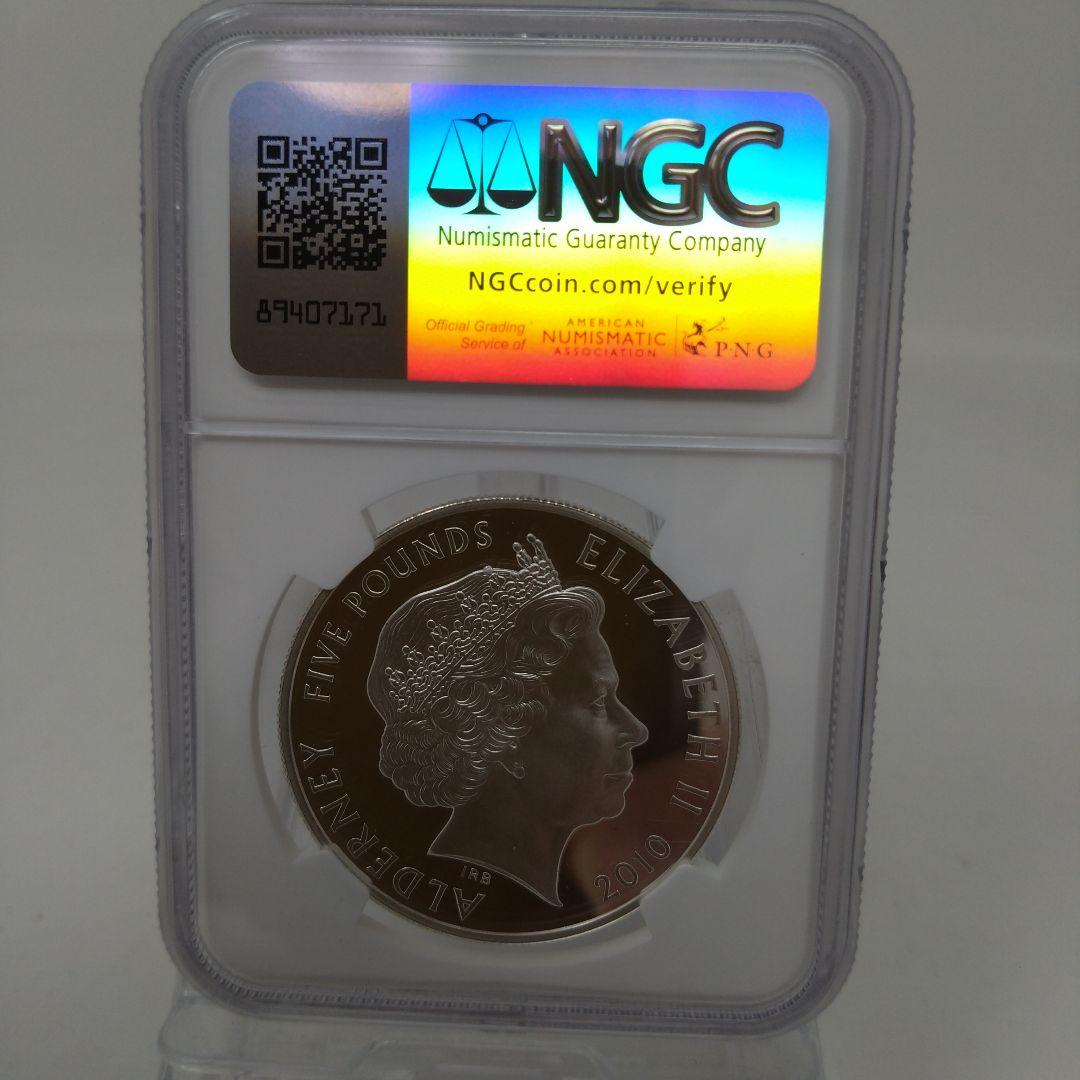 NGC
Numismatic Guaranty Company
NGCcoin.com/verify
89407171
Official Grading
Service of
AMERICAN
NUMISMATIC
ASSOCIATION
P·N·G
ALDERNEY FIVE POUNDS
ELIZABETH II 2010
IRB